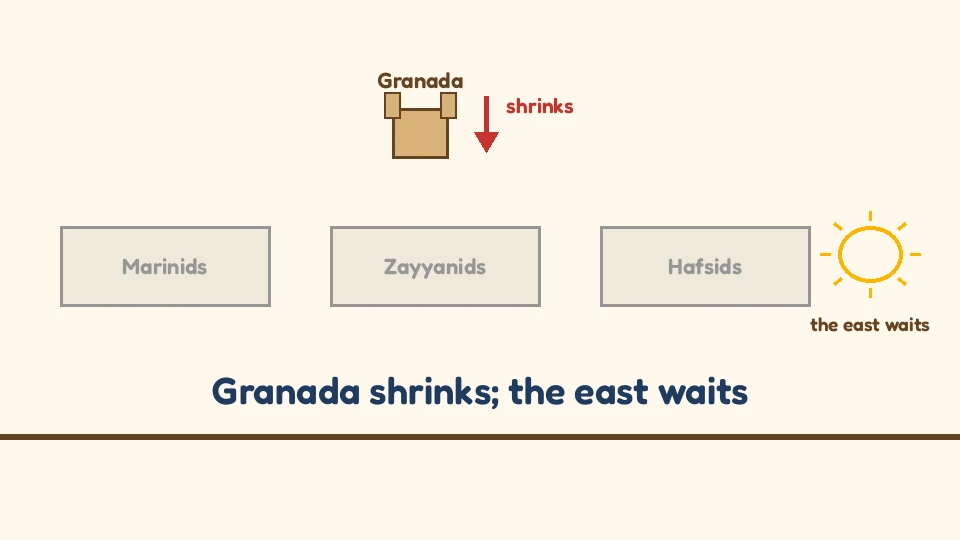 Granada
shrinks
Marinids
Zayyanids
Hafsids
the east waits
Granada shrinks; the east waits